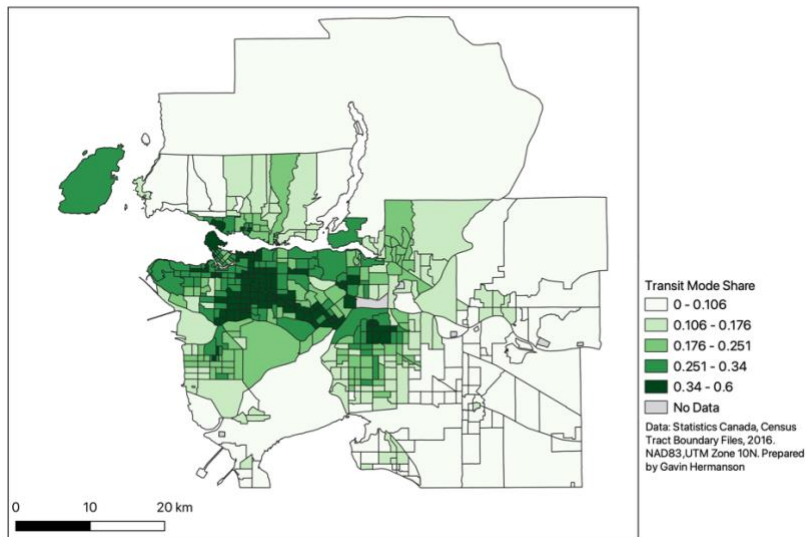 Transit Mode Share
0 - 0.106
0.106 - 0.176
0.176 - 0.251
0.251 - 0.34
0.34 - 0.6
No Data
Data: Statistics Canada, Census
Tract Boundary Files, 2016.
NAD83,UTM Zone 10N. Prepared
by Gavin Hermanson
0 10 20 km